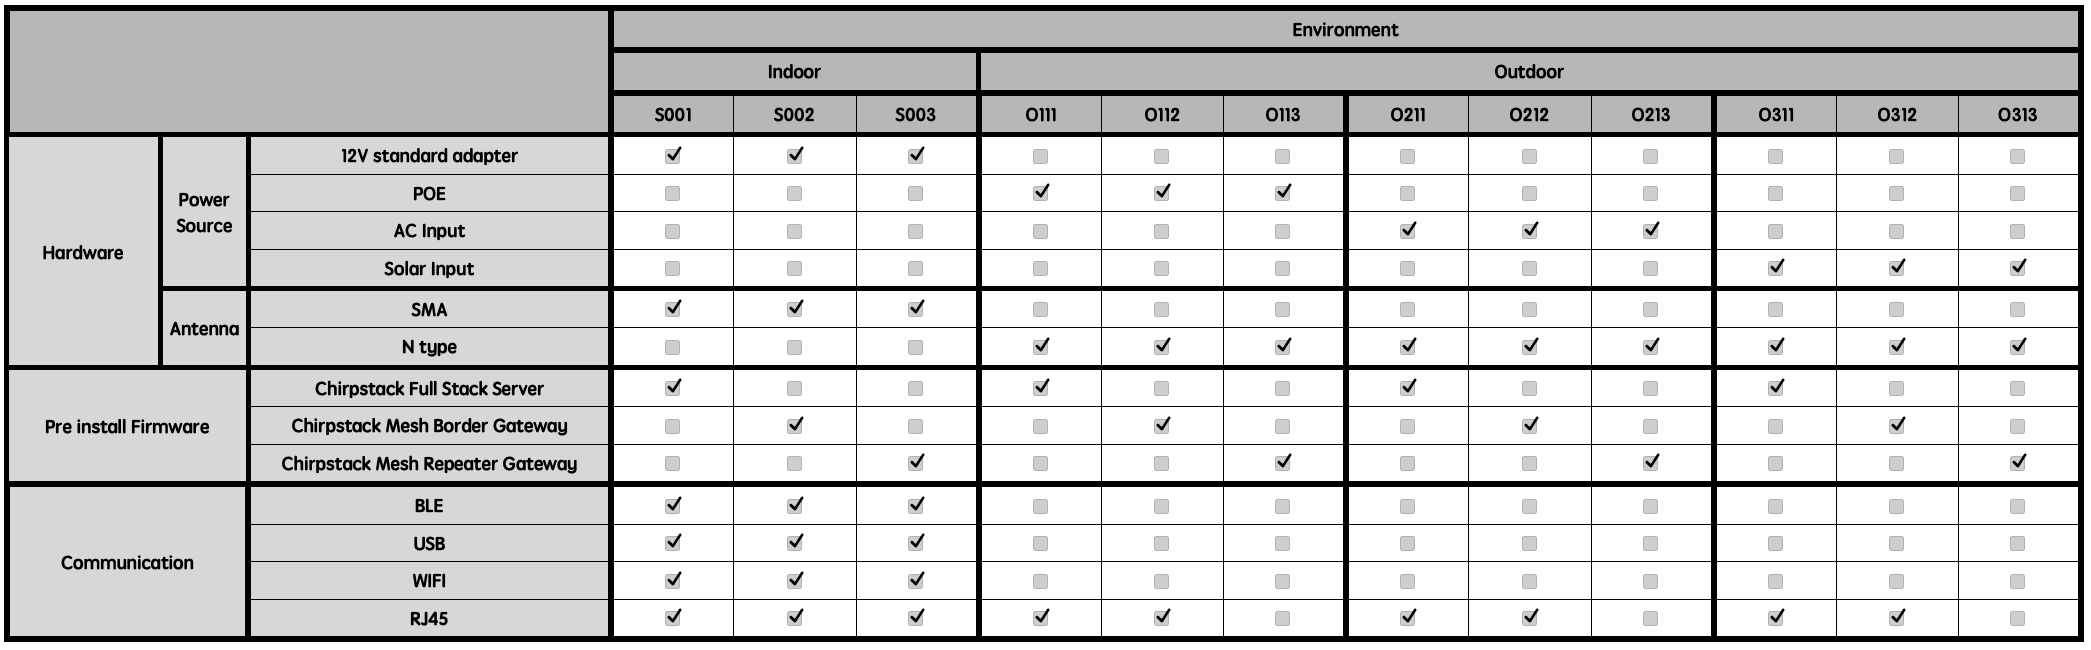 Environment
Indoor Outdoor
S001 S002 S003 O111 O112 O113 O211 O212 O213 O311 O312 O313
Hardware
Power
Source
12V standard adapter
POE
AC Input
Solar Input
Antenna
SMA
N type
Pre install Firmware
Chirpstack Full Stack Server
Chirpstack Mesh Border Gateway
Chirpstack Mesh Repeater Gateway
Communication
BLE
USB
WIFI
RJ45